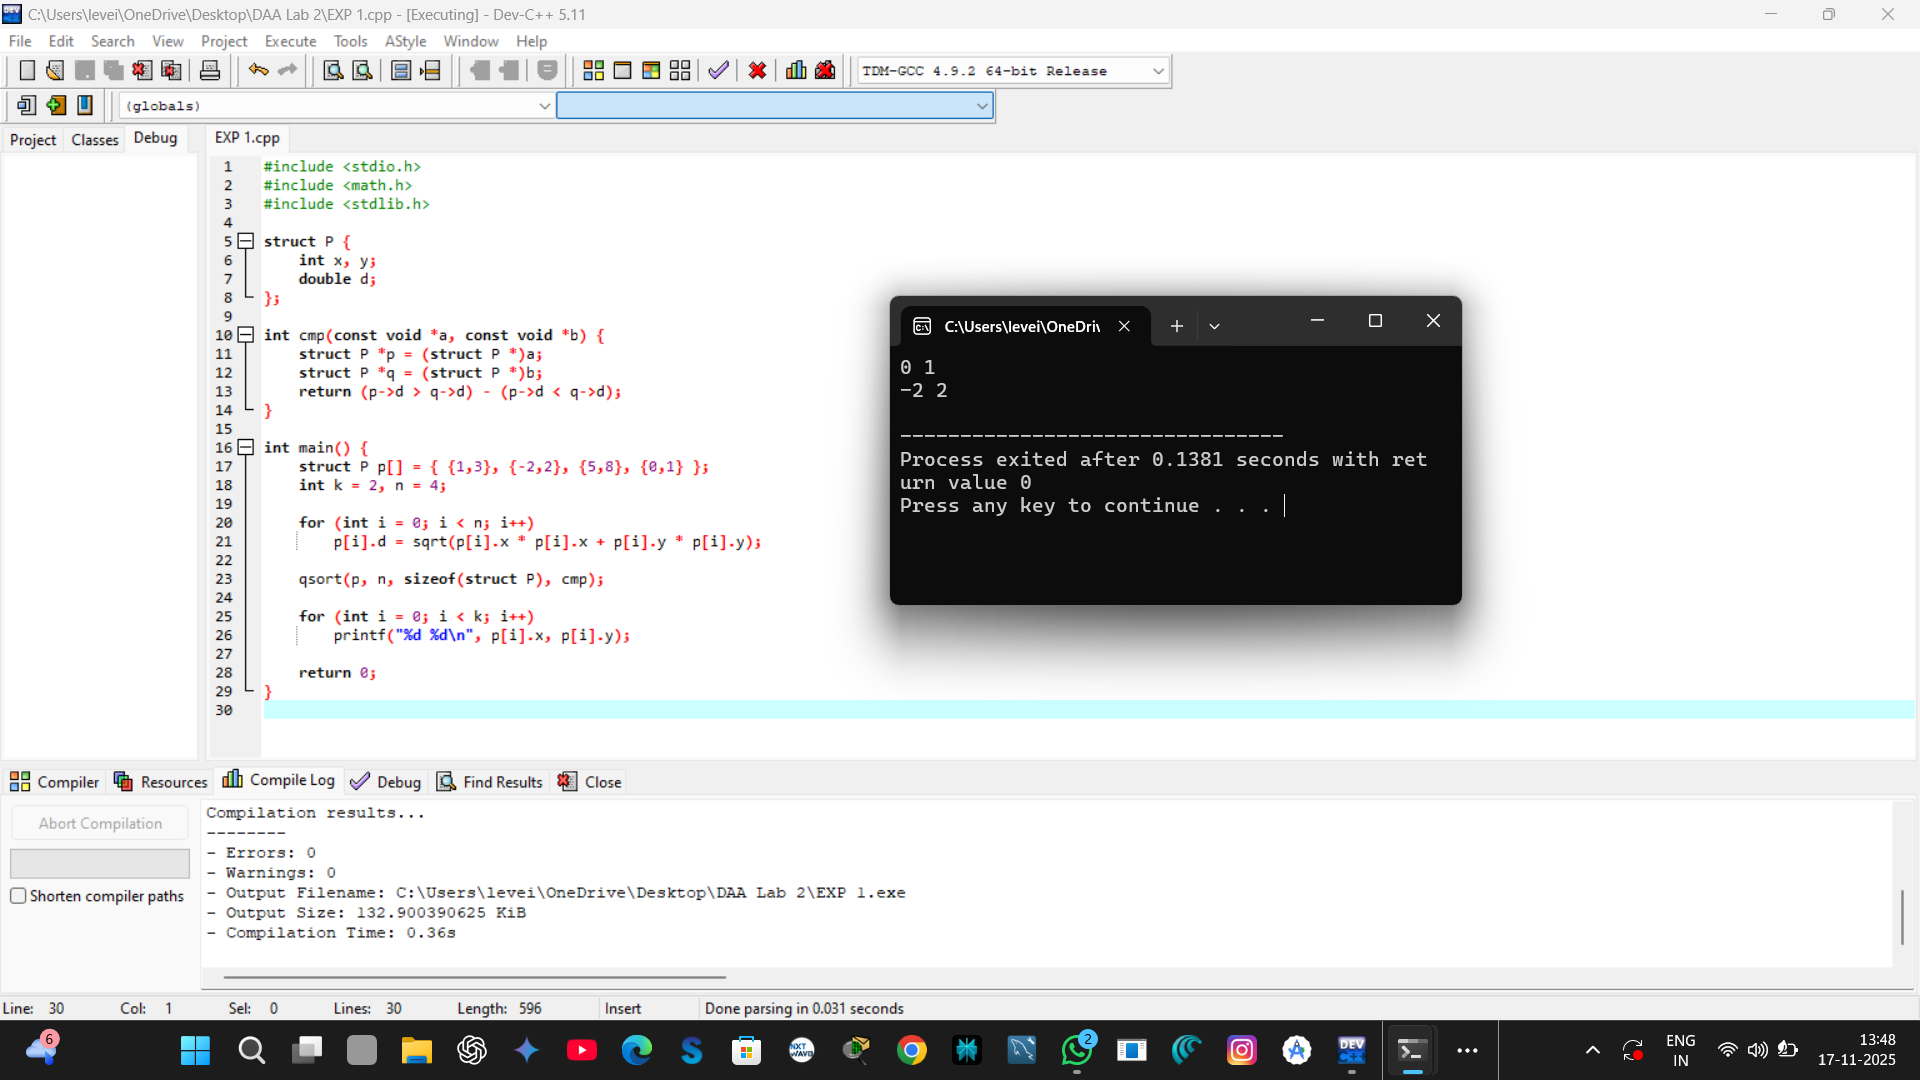 C:\Users\levei\OneDrive\Desktop\DAA Lab 2\EXP 1.cpp - [Executing] - Dev-C++ 5.11
File Edit Search View Project Execute Tools AStyle Window Help
TDM-GCC 4.9.2 64-bit Release
(globals)
Project Classes Debug EXP 1.cpp
1 #include <stdio.h>
2 #include <math.h>
3 #include <stdlib.h>
4
5 struct P {
6     int x, y;
7     double d;
8 };
9
10 int cmp(const void *a, const void *b) {
11     struct P *p = (struct P *)a;
12     struct P *q = (struct P *)b;
13     return (p->d > q->d) - (p->d < q->d);
14 }
15
16 int main() {
17     struct P p[] = { {1,3}, {-2,2}, {5,8}, {0,1} };
18     int k = 2, n = 4;
19
20     for (int i = 0; i < n; i++)
21         p[i].d = sqrt(p[i].x * p[i].x + p[i].y * p[i].y);
22
23     qsort(p, n, sizeof(struct P), cmp);
24
25     for (int i = 0; i < k; i++)
26         printf("%d %d\n", p[i].x, p[i].y);
27
28     return 0;
29 }
30
C:\Users\levei\OneDri
0 1
-2 2
--------------------------------
Process exited after 0.1381 seconds with ret
urn value 0
Press any key to continue . . .
Compiler Resources Compile Log Debug Find Results Close
Abort Compilation
Shorten compiler paths
Compilation results...
--------
- Errors: 0
- Warnings: 0
- Output Filename: C:\Users\levei\OneDrive\Desktop\DAA Lab 2\EXP 1.exe
- Output Size: 132.900390625 KiB
- Compilation Time: 0.36s
Line: 30 Col: 1 Sel: 0 Lines: 30 Length: 596 Insert Done parsing in 0.031 seconds
6
NXT WAVE
2
DEV C++
ENG
IN
13:48
17-11-2025